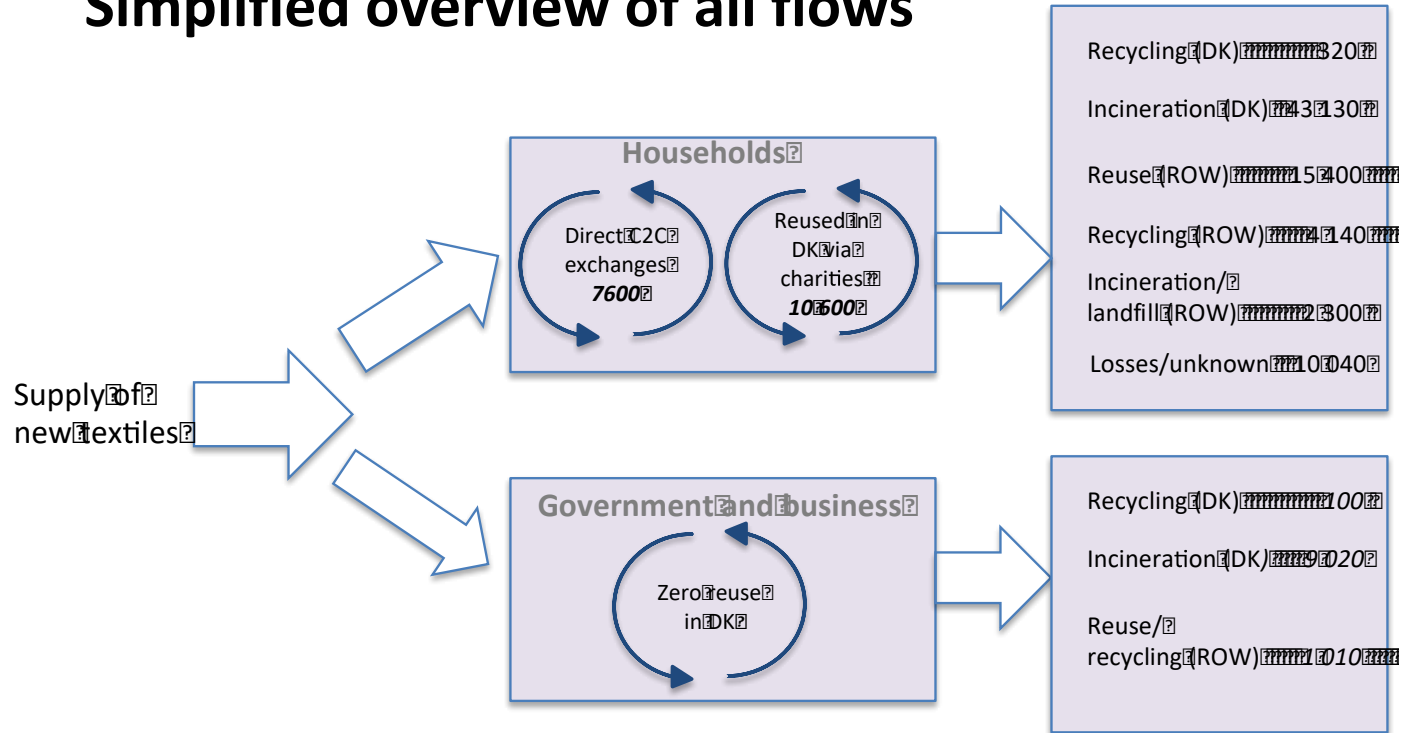 Simplified overview of all flows
Supply of
new textiles
Households
Direct C2C
exchanges
7600
Reused in
DK via
charities
10 600
Recycling (DK) 320
Incineration (DK) 43 130
Reuse (ROW) 15 400
Recycling (ROW) 4 140
Incineration/
landfill (ROW) 2 300
Losses/unknown 10 040
Government and business
Zero reuse
in DK
Recycling (DK) 100
Incineration (DK) 9 020
Reuse/
recycling (ROW) 1 010